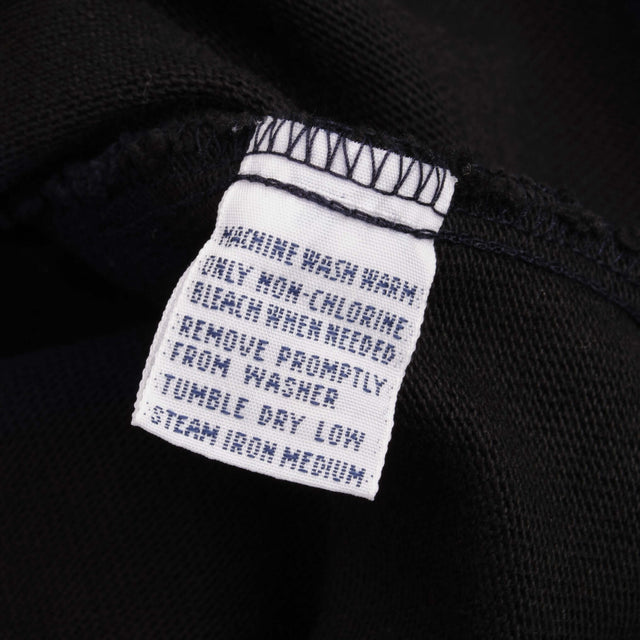 MACHINE WASH WARM
ONLY NON-CHLORINE
BLEACH WHEN NEEDED
REMOVE PROMPTLY
FROM WASHER
TUMBLE DRY LOW
STEAM IRON MEDIUM